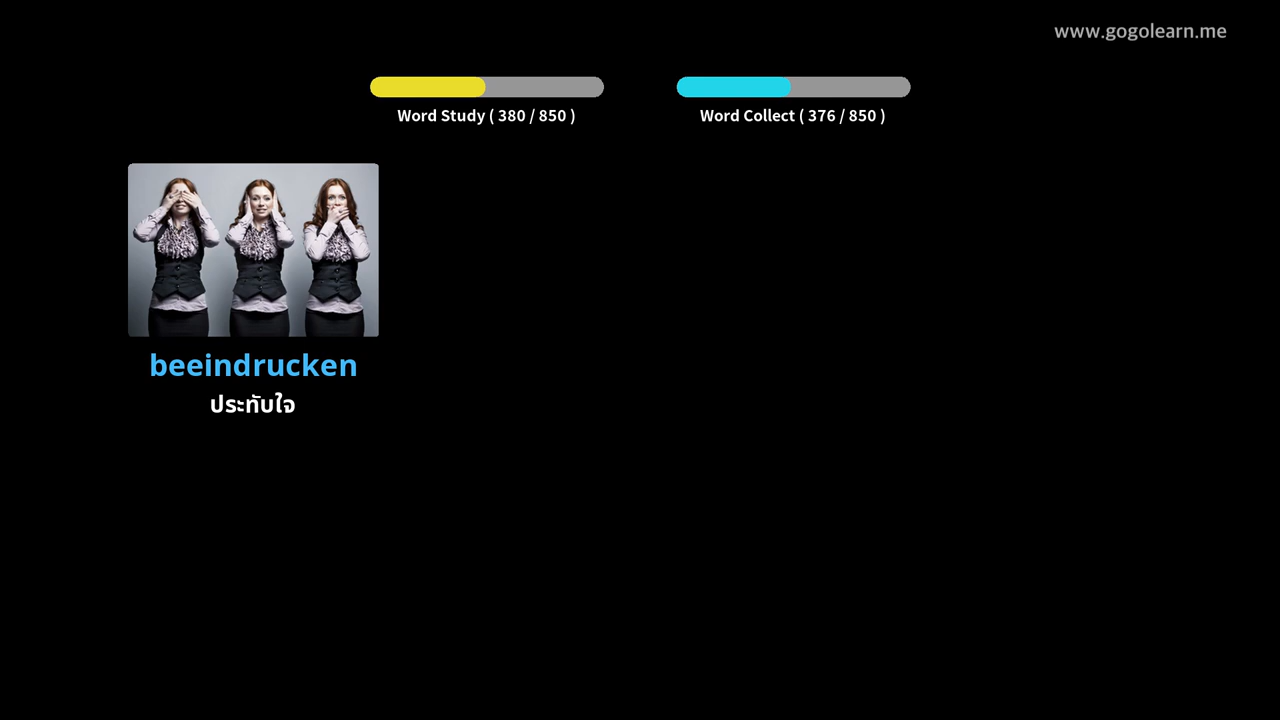 www.gogolearn.me
Word Study ( 380 / 850 )
Word Collect ( 376 / 850 )
beeindrucken
ประทับใจ